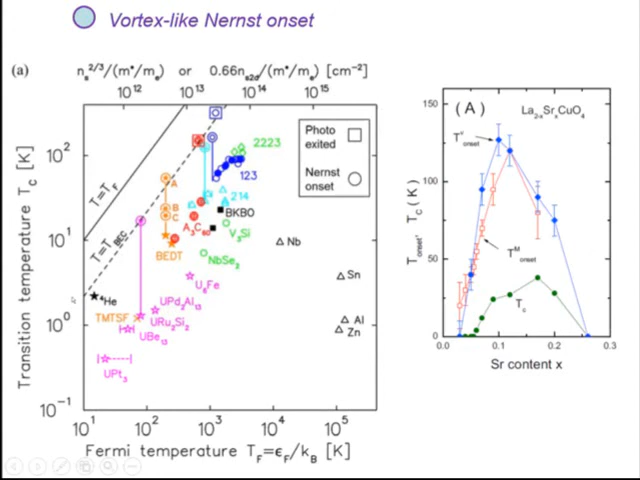 Vortex-like Nernst onset
(a)
n_s^2/3/(m*/m_e) or 0.66n_s2d/(m*/m_e) [cm^-2]
10^12 10^13 10^14 10^15
Transition temperature T_C [K]
10^2
10^1
10^0
10^-1
T=T_F
T=T_BEC
Photo exited
Nernst onset
2223
123
214
A
B
C
BKBO
A_3C_60
V_3Si
BEDT
NbSe_2
Nb
U_6Fe
Sn
^4He
UPd_2Al_13
TMTSF
URu_2Si_2
Al
UBe_13
Zn
UPt_3
10^1 10^2 10^3 10^4 10^5
Fermi temperature T_F=ϵ_F/k_B [K]
(A)
La_2-xSr_xCuO_4
T^ν_onset
T^M_onset
T_c
T_onset, T_C (K)
150
100
50
0
0.0 0.1 0.2 0.3
Sr content x